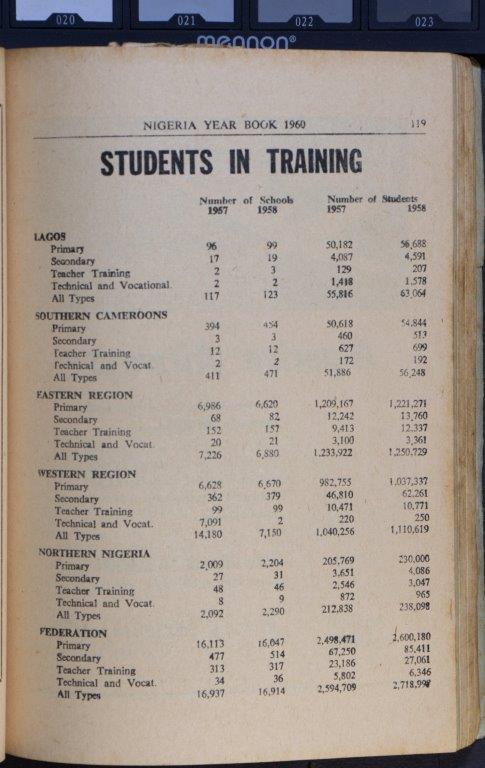 020 021 022 023
mennon®
NIGERIA YEAR BOOK 1960 119
STUDENTS IN TRAINING
Number of Schools Number of Students
1957 1958 1957 1958
LAGOS
Primary 96 99 50,182 56,688
Secondary 17 19 4,087 4,591
Teacher Training 2 3 129 207
Technical and Vocational 2 2 1,418 1,578
All Types 117 123 55,816 63,064
SOUTHERN CAMEROONS
Primary 394 454 50,618 54,844
Secondary 3 3 460 513
Teacher Training 12 12 627 699
Technical and Vocat. 2 2 172 192
All Types 411 471 51,886 56,248
EASTERN REGION
Primary 6,986 6,620 1,209,167 1,221,271
Secondary 68 82 12,242 13,760
Teacher Training 152 157 9,413 12,337
Technical and Vocat. 20 21 3,100 3,361
All Types 7,226 6,880 1,233,922 1,250,729
WESTERN REGION
Primary 6,628 6,670 982,755 1,037,337
Secondary 362 379 46,810 62,261
Teacher Training 99 99 10,471 10,771
Technical and Vocat. 7,091 2 220 250
All Types 14,180 7,150 1,040,256 1,110,619
NORTHERN NIGERIA
Primary 2,009 2,204 205,769 230,000
Secondary 27 31 3,651 4,086
Teacher Training 48 46 2,546 3,047
Technical and Vocat. 8 9 872 965
All Types 2,092 2,290 212,838 238,098
FEDERATION
Primary 16,113 16,047 2,498,471 2,600,180
Secondary 477 514 67,250 85,411
Teacher Training 313 317 23,186 27,061
Technical and Vocat. 34 36 5,802 6,346
All Types 16,937 16,914 2,594,709 2,718,998